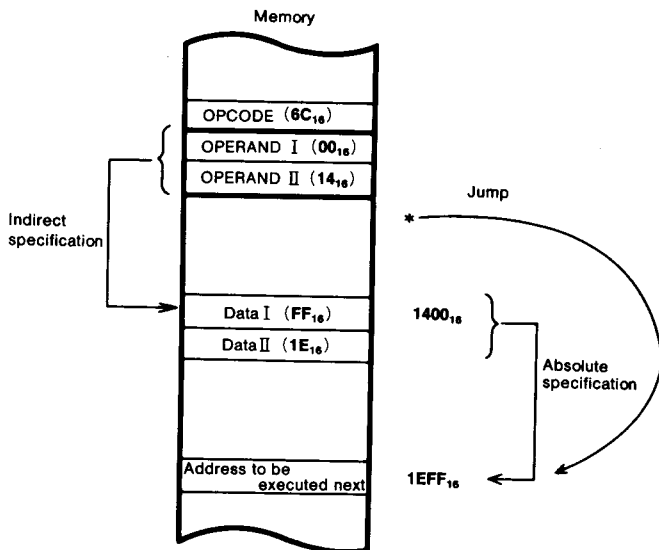 Memory
OPCODE (6C₁₆)
OPERAND Ⅰ (00₁₆)
OPERAND Ⅱ (14₁₆)
Jump
*
Indirect
specification
Data Ⅰ (FF₁₆)
1400₁₆
Data Ⅱ (1E₁₆)
Absolute
specification
Address to be
executed next
1EFF₁₆